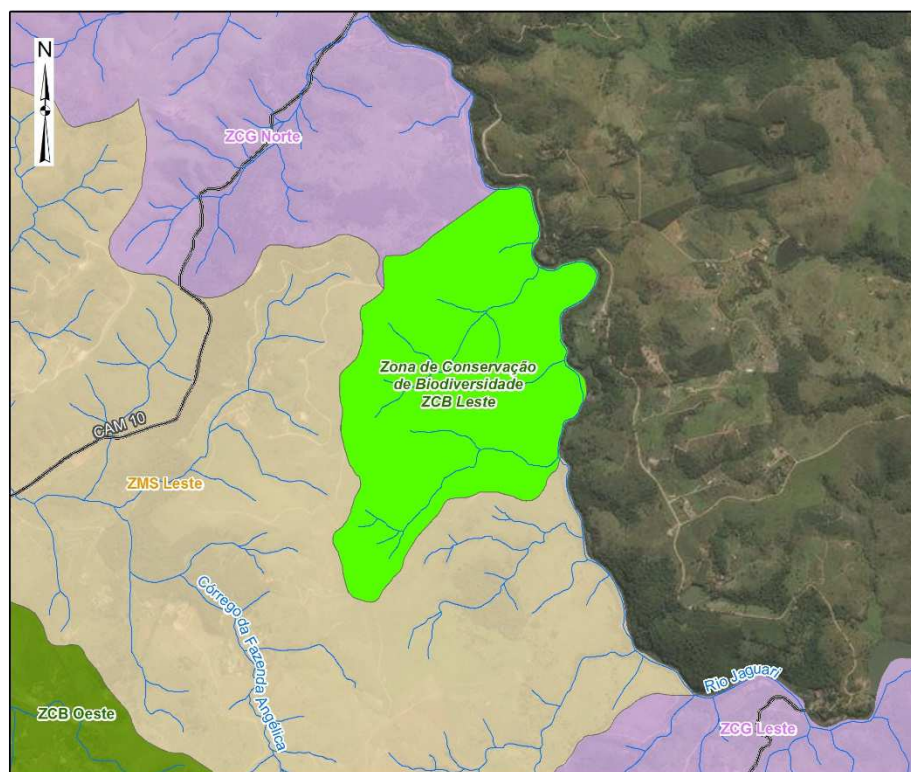 N
ZCG Norte
Zona de Conservação
de Biodiversidade
ZCB Leste
CAM 10
ZMS Leste
Córrego da Fazenda Angélica
Rio Jaguari
ZCB Oeste
ZCG Leste